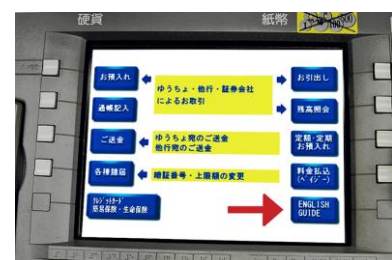 硬貨
紙幣
お預入れ
ゆうちょ・他行・証券会社
によるお取引
お引出し
通帳記入
残高照会
ご送金
ゆうちょ宛のご送金
他行宛のご送金
定額・定期
お預入れ
各種諸届
暗証番号・上限額の変更
料金払込
(ペイジー)
クレジットカード
簡易保険・生命保険
ENGLISH
GUIDE